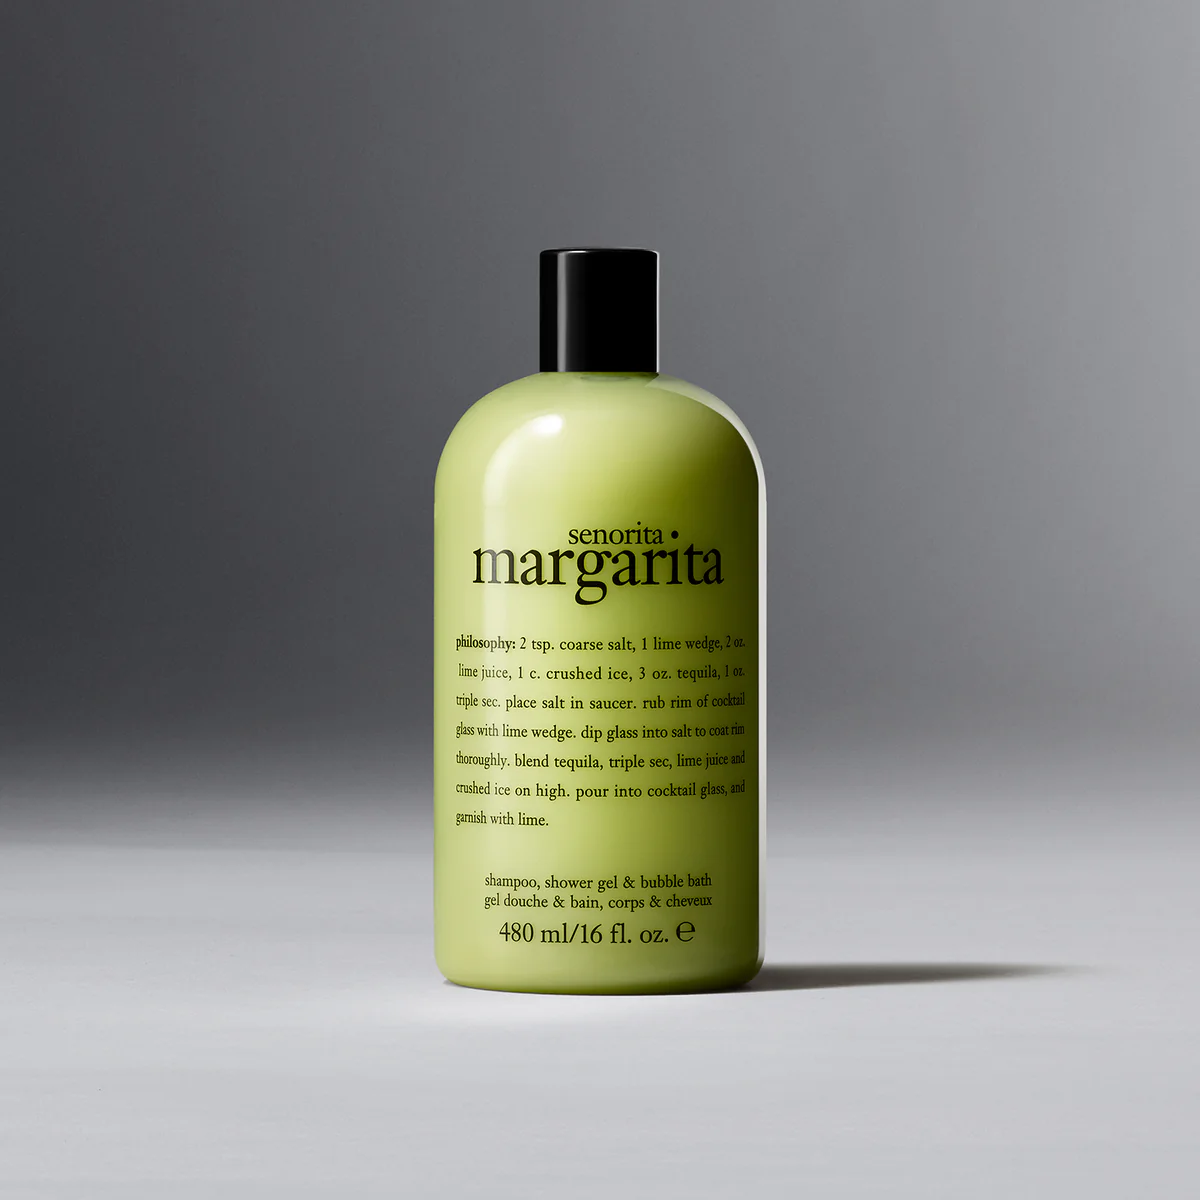 senorita
margarita
philosophy: 2 tsp. coarse salt, 1 lime wedge, 2 oz.
lime juice, 1 c. crushed ice, 3 oz. tequila, 1 oz.
triple sec. place salt in saucer. rub rim of cocktail
glass with lime wedge. dip glass into salt to coat rim
thoroughly. blend tequila, triple sec, lime juice and
crushed ice on high. pour into cocktail glass, and
garnish with lime.
shampoo, shower gel & bubble bath
gel douche & bain, corps & cheveux
480 ml/16 fl. oz. ℮